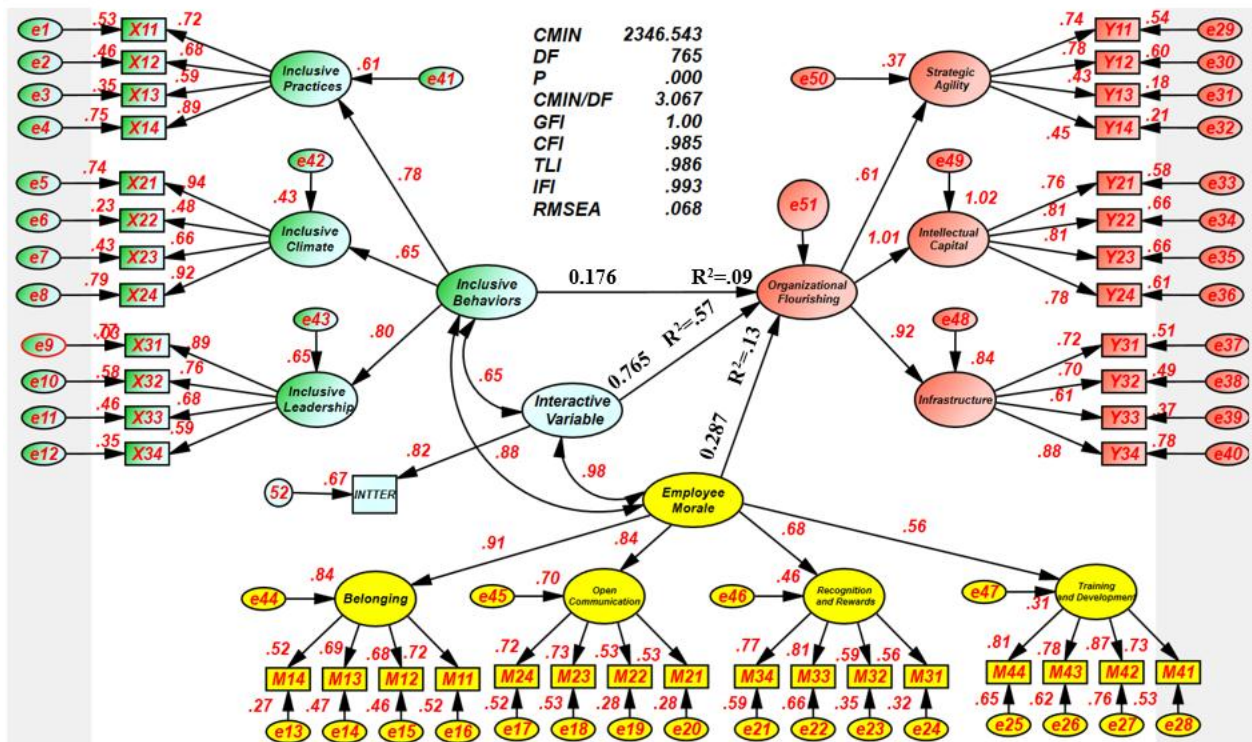 CMIN 2346.543
DF 765
P .000
CMIN/DF 3.067
GFI 1.00
CFI .985
TLI .986
IFI .993
RMSEA .068
e1 .53 X11 .72
e2 .46 X12 .68
e3 .35 X13 .59
e4 .75 X14 .89
Inclusive
Practices
.61 e41
e5 .74 X21 .94
e6 .23 X22 .48
e7 .43 X23 .66
e8 .79 X24 .92
e42
.43
Inclusive
Climate
e9 X31 .89
e10 .58 X32 .76
e11 .46 X33 .68
e12 .35 X34 .59
e43
.65
Inclusive
Leadership
.78
.65
.80
Inclusive
Behaviors
0.176 R²=.09
Organizational
Flourishing
e51
0.765 R²=.57
0.287 R²=.13
Interactive
Variable
.65
.88
.98
.82
52 .67 INTTER
Employee
Morale
e50 .37
Strategic
Agility
.74 Y11 .54 e29
.78 Y12 .60 e30
.43 Y13 .18 e31
.45 Y14 .21 e32
.61
e49
1.02
1.01
Intellectual
Capital
.76 Y21 .58 e33
.81 Y22 .66 e34
.81 Y23 .66 e35
.78 Y24 .61 e36
.92
e48
.84
Infrastructure
.72 Y31 .51 e37
.70 Y32 .49 e38
.61 Y33 .37 e39
.88 Y34 .78 e40
.91
.84
.68
.56
e44 .84
Belonging
e45 .70
Open
Communication
e46 .46
Recognition
and Rewards
e47 .31
Training
and Development
.52 .69 .68 .72
M14 M13 M12 M11
.27 .47 .46 .52
e13 e14 e15 e16
.72 .73 .53 .53
M24 M23 M22 M21
.52 .53 .28 .28
e17 e18 e19 e20
.77 .81 .59 .56
M34 M33 M32 M31
.59 .66 .35 .32
e21 e22 e23 e24
.81 .78 .87 .73
M44 M43 M42 M41
.65 .62 .76 .53
e25 e26 e27 e28